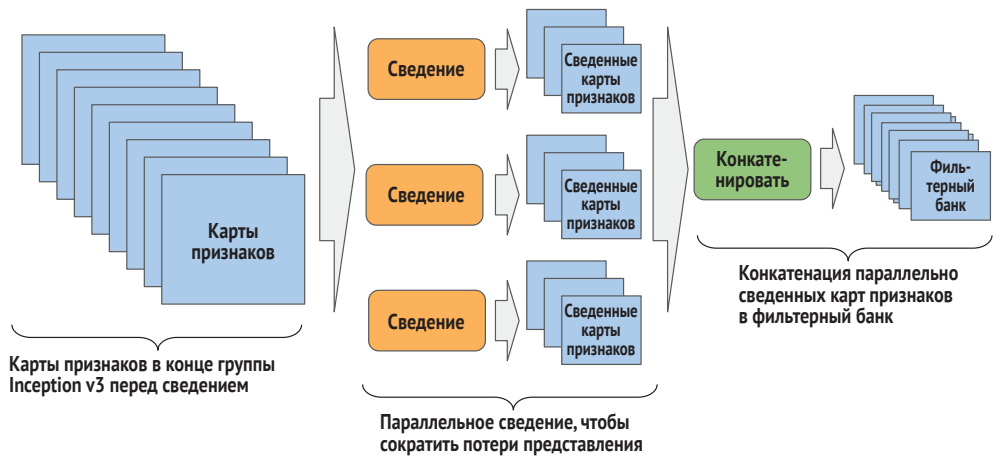 Карты
признаков
Карты признаков в конце группы
Inception v3 перед сведением
Сведение
Сведенные
карты
признаков
Сведение
Сведенные
карты
признаков
Сведение
Сведенные
карты
признаков
Параллельное сведение, чтобы
сократить потери представления
Конкате-
нировать
Филь-
терный
банк
Конкатенация параллельно
сведенных карт признаков
в фильтерный банк